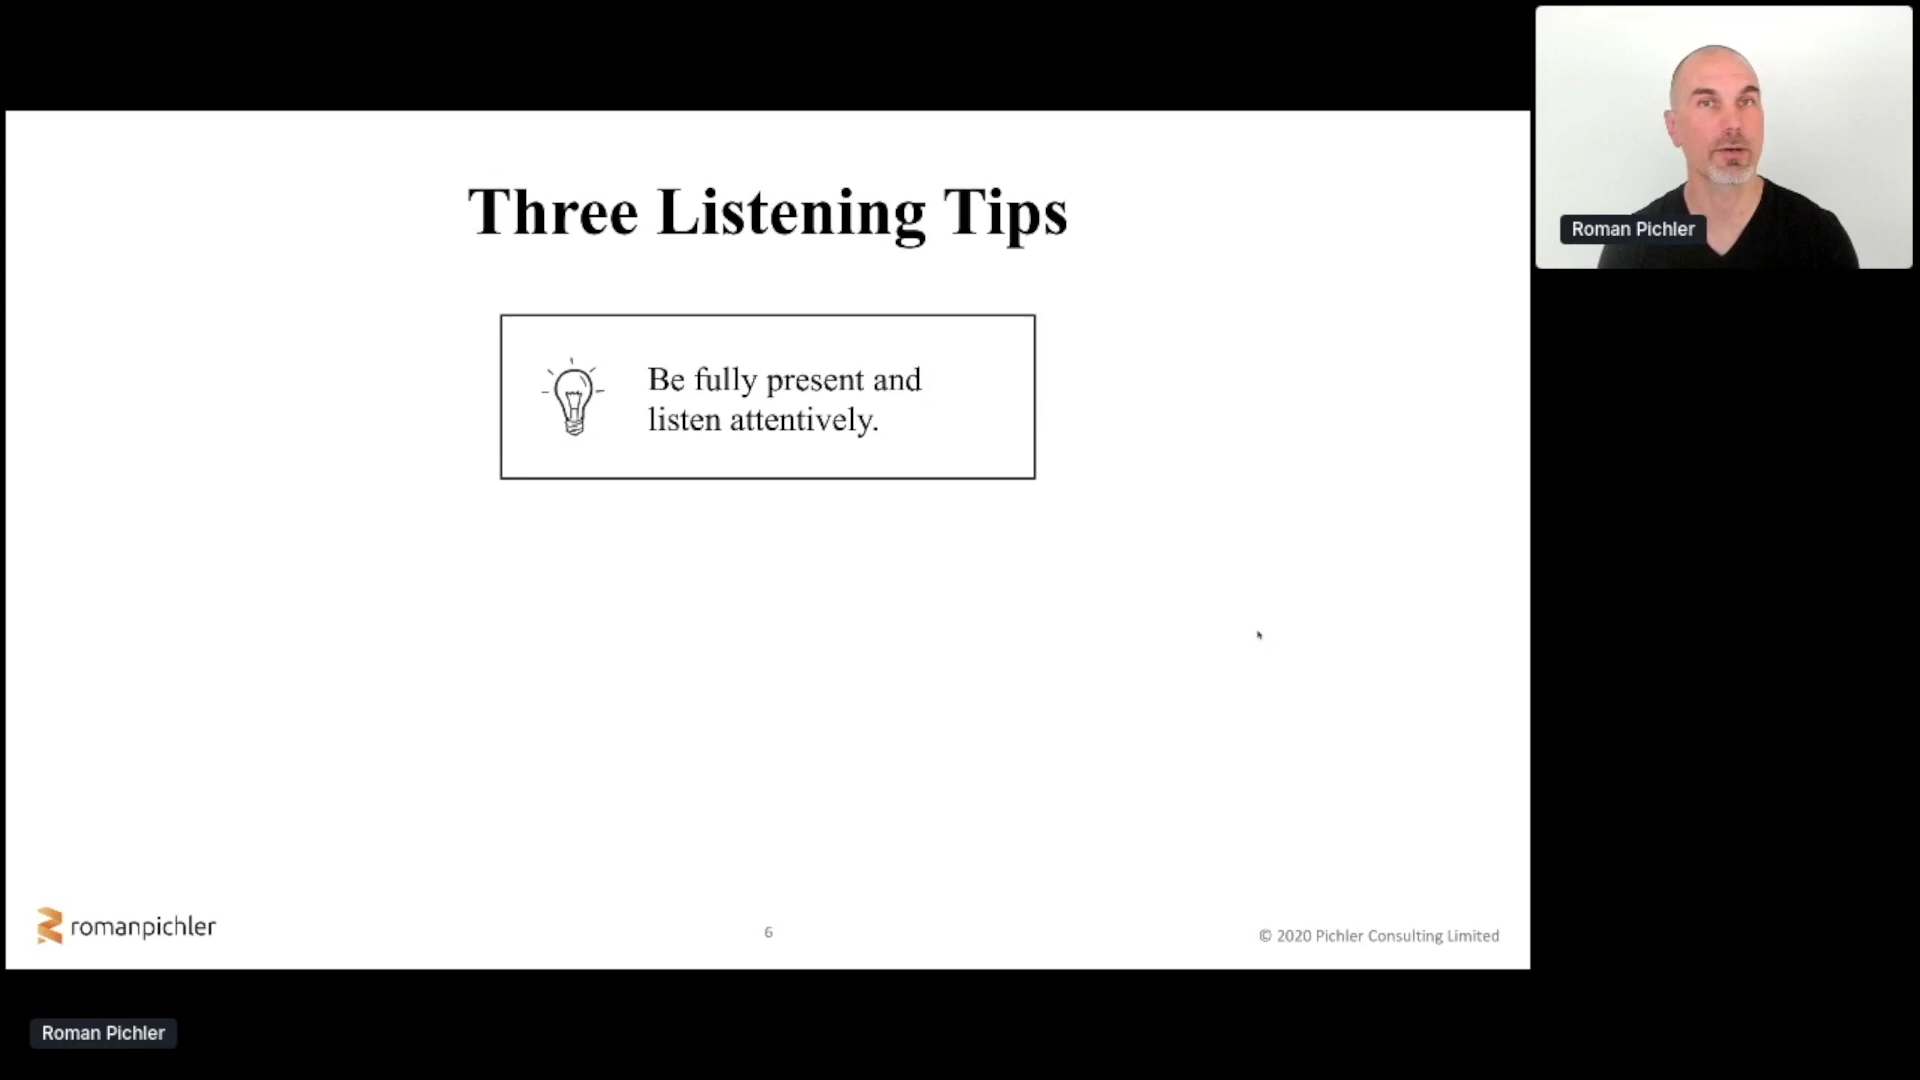 Three Listening Tips
Be fully present and
listen attentively.
Roman Pichler
romanpichler
6
© 2020 Pichler Consulting Limited
Roman Pichler